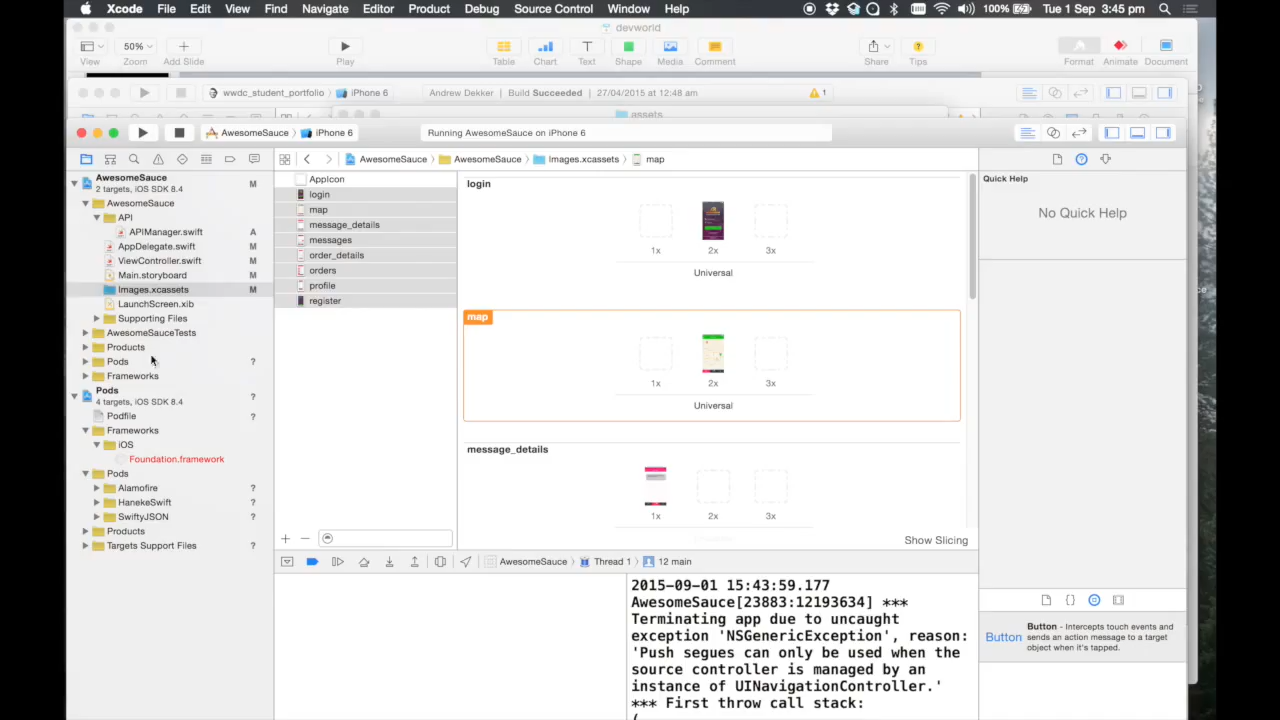 Xcode File Edit View Find Navigate Editor Product Debug Source Control Window Help 100% Tue 1 Sep 3:45 pm
devworld
50%
View Zoom Add Slide Play Table Chart Text Shape Media Comment Share Tips Format Animate Document
wwdc_student_portfolio iPhone 6 Andrew Dekker Build Succeeded 27/04/2015 at 12:48 am 1
assets
AwesomeSauce iPhone 6 Running AwesomeSauce on iPhone 6
AwesomeSauce AwesomeSauce Images.xcassets map
AwesomeSauce M
2 targets, iOS SDK 8.4
AwesomeSauce
API
APIManager.swift A
AppDelegate.swift M
ViewController.swift M
Main.storyboard M
Images.xcassets M
LaunchScreen.xib
Supporting Files
AwesomeSauceTests
Products
Pods ?
Frameworks
Pods ?
4 targets, iOS SDK 8.4
Podfile ?
Frameworks
iOS
Foundation.framework
Pods
Alamofire ?
HanekeSwift ?
SwiftyJSON ?
Products
Targets Support Files ?
AppIcon
login
map
message_details
messages
order_details
orders
profile
register
login
1x 2x 3x
Universal
map
1x 2x 3x
Universal
message_details
1x 2x 3x
Show Slicing
Quick Help
No Quick Help
AwesomeSauce Thread 1 12 main
2015-09-01 15:43:59.177
AwesomeSauce[23883:12193634] ***
Terminating app due to uncaught
exception 'NSGenericException', reason:
'Push segues can only be used when the
source controller is managed by an
instance of UINavigationController.'
*** First throw call stack:
(
{}
Button
Button - Intercepts touch events and
sends an action message to a target
object when it's tapped.